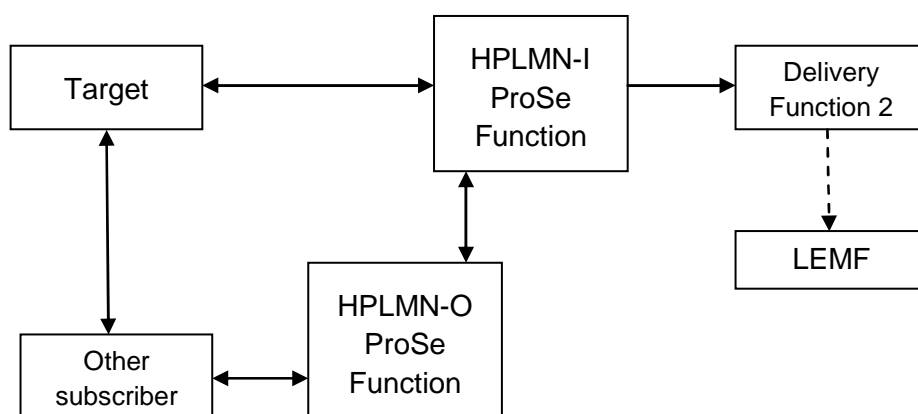 Target
HPLMN-I
ProSe
Function
Delivery
Function 2
LEMF
HPLMN-O
ProSe
Function
Other
subscriber